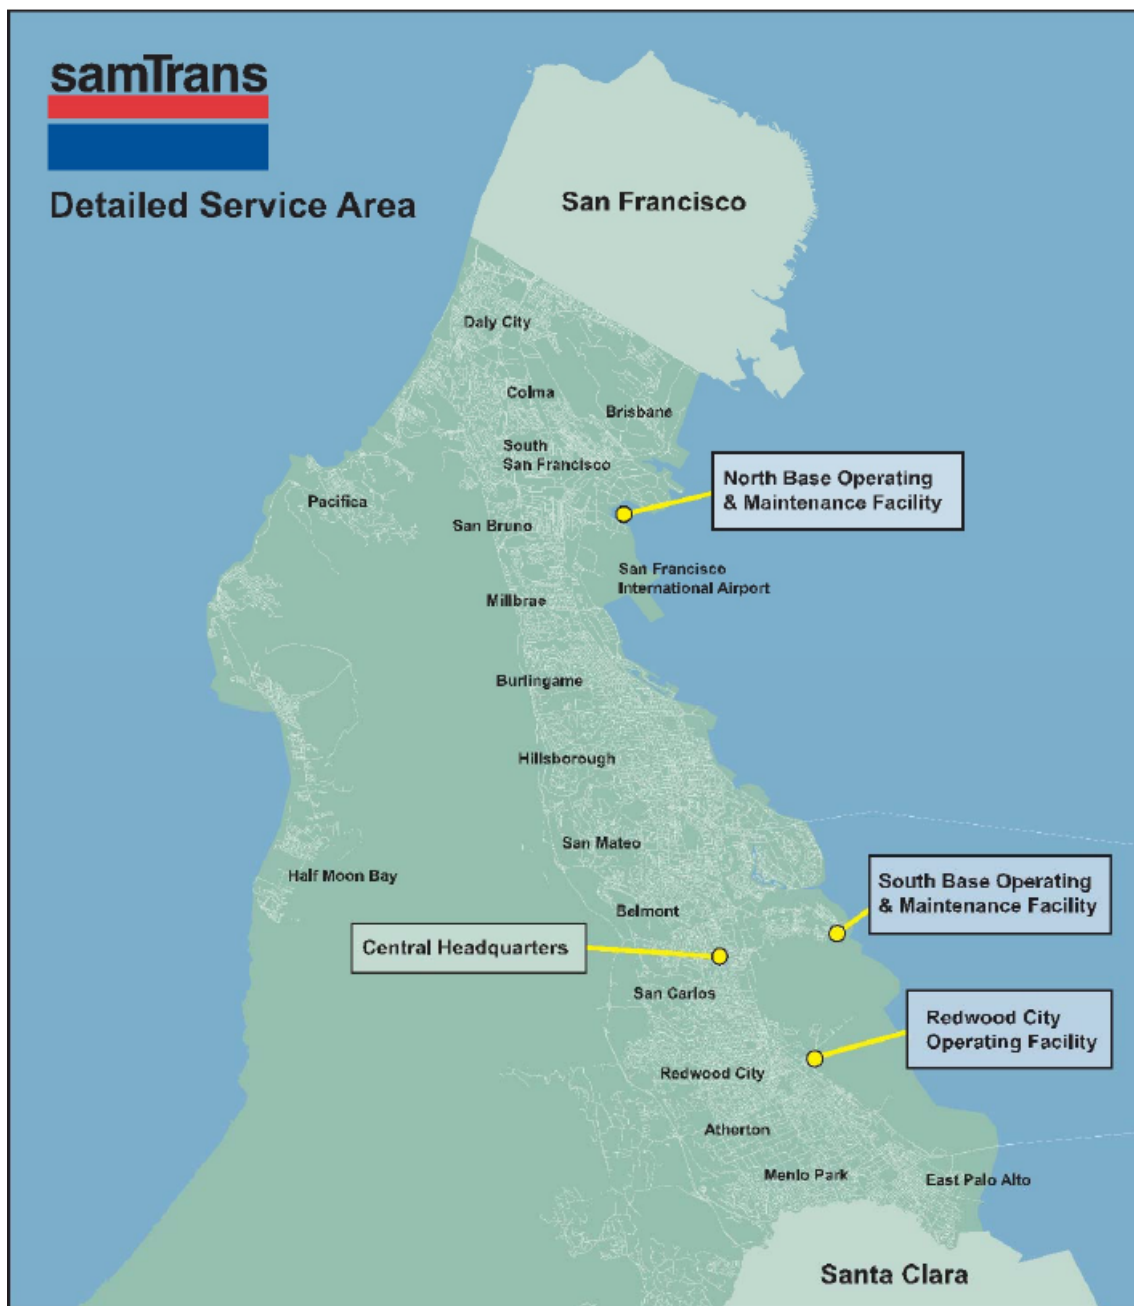 samTrans
Detailed Service Area
San Francisco
Daly City
Colma
Brisbane
South
San Francisco
North Base Operating
& Maintenance Facility
Pacifica
San Bruno
San Francisco
International Airport
Millbrae
Burlingame
Hillsborough
San Mateo
Half Moon Bay
South Base Operating
& Maintenance Facility
Belmont
Central Headquarters
San Carlos
Redwood City
Operating Facility
Redwood City
Atherton
Menlo Park
East Palo Alto
Santa Clara